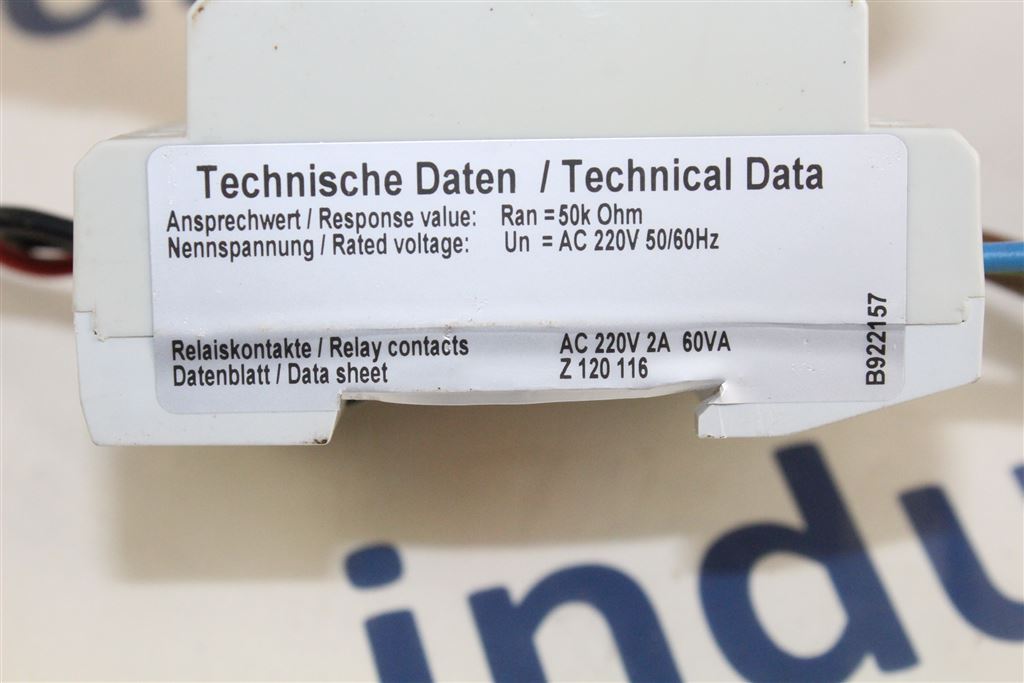 Technische Daten / Technical Data
Ansprechwert / Response value: Ran = 50k Ohm
Nennspannung / Rated voltage: Un = AC 220V 50/60Hz
Relaiskontakte / Relay contacts AC 220V 2A 60VA
Datenblatt / Data sheet Z 120 116
B922157
indu